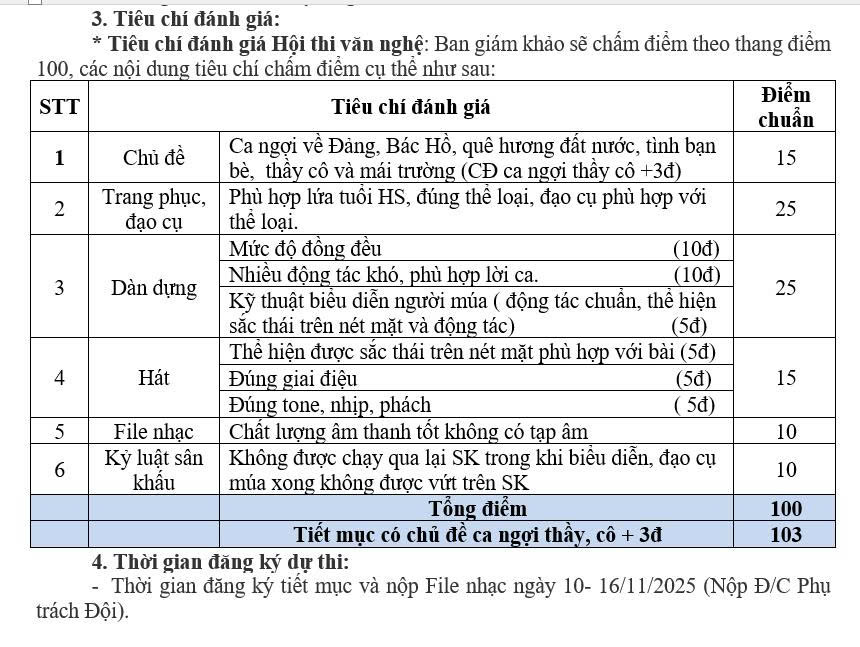 3. Tiêu chí đánh giá:
* Tiêu chí đánh giá Hội thi văn nghệ: Ban giám khảo sẽ chấm điểm theo thang điểm
100, các nội dung tiêu chí chấm điểm cụ thể như sau:
STT Tiêu chí đánh giá Điểm chuẩn
1 Chủ đề Ca ngợi về Đảng, Bác Hồ, quê hương đất nước, tình bạn
bè, thầy cô và mái trường (CĐ ca ngợi thầy cô +3đ) 15
2 Trang phục, đạo cụ Phù hợp lứa tuổi HS, đúng thể loại, đạo cụ phù hợp với
thể loại. 25
3 Dàn dựng Mức độ đồng đều (10đ) 25
Nhiều động tác khó, phù hợp lời ca. (10đ)
Kỹ thuật biểu diễn người múa ( động tác chuẩn, thể hiện
sắc thái trên nét mặt và động tác) (5đ)
4 Hát Thể hiện được sắc thái trên nét mặt phù hợp với bài (5đ) 15
Đúng giai điệu (5đ)
Đúng tone, nhịp, phách ( 5đ)
5 File nhạc Chất lượng âm thanh tốt không có tạp âm 10
6 Kỷ luật sân khấu Không được chạy qua lại SK trong khi biểu diễn, đạo cụ
múa xong không được vứt trên SK 10
Tổng điểm 100
Tiết mục có chủ đề ca ngợi thầy, cô + 3đ 103
4. Thời gian đăng ký dự thi:
- Thời gian đăng ký tiết mục và nộp File nhạc ngày 10- 16/11/2025 (Nộp Đ/C Phụ
trách Đội).